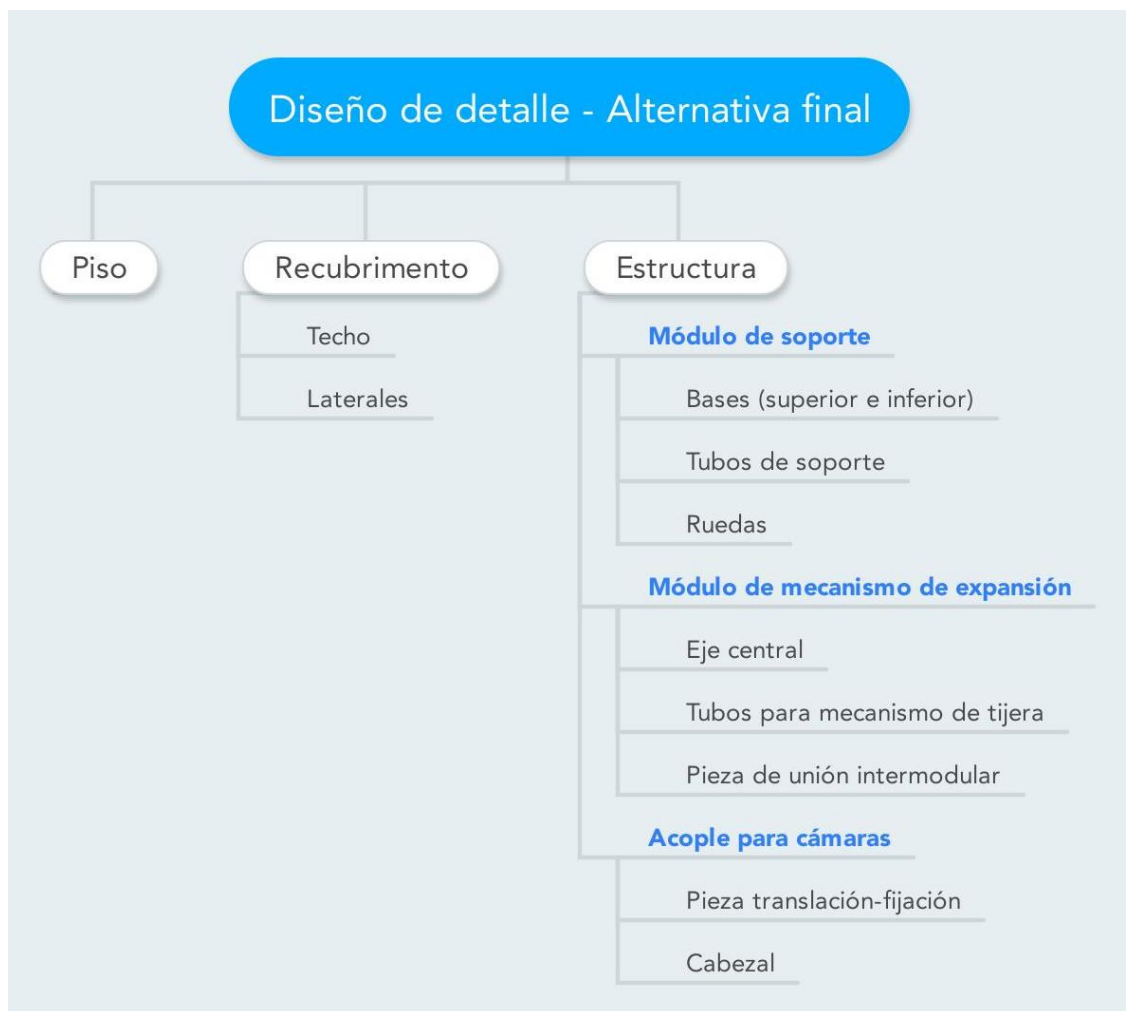 Diseño de detalle - Alternativa final
Piso
Recubrimento
Estructura
Techo
Laterales
Módulo de soporte
Bases (superior e inferior)
Tubos de soporte
Ruedas
Módulo de mecanismo de expansión
Eje central
Tubos para mecanismo de tijera
Pieza de unión intermodular
Acople para cámaras
Pieza translación-fijación
Cabezal